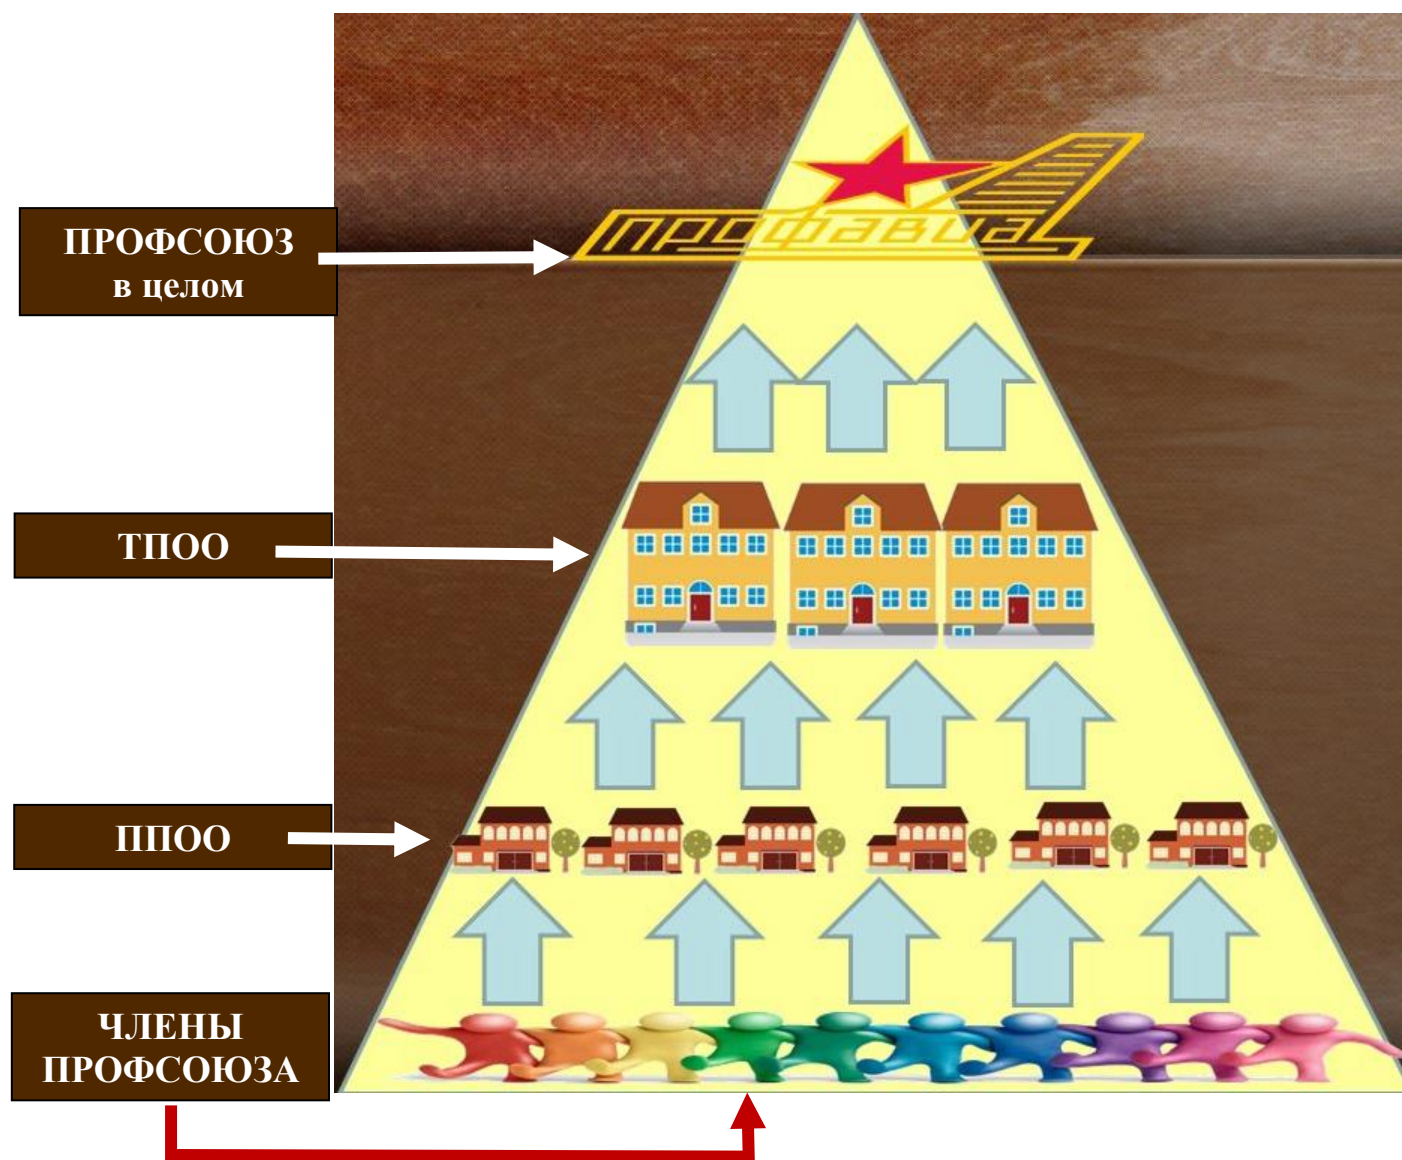 профавиа
ПРОФСОЮЗ
в целом
ТПОО
ППОО
ЧЛЕНЫ
ПРОФСОЮЗА